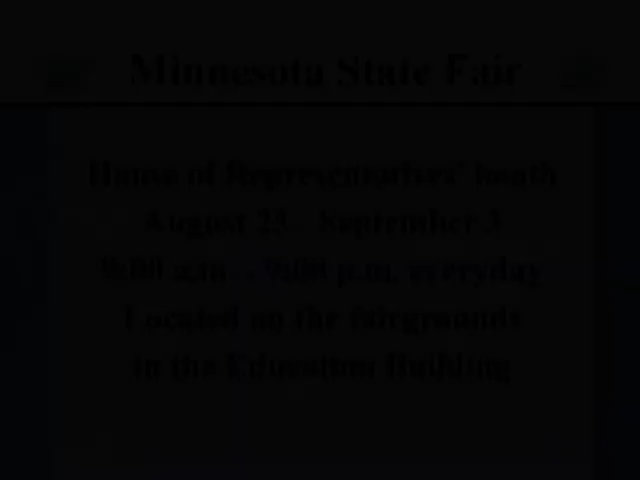 Minnesota State Fair
House of Representatives' booth
August 23 - September 3
9:00 a.m. - 9:00 p.m. everyday
Located on the fairgrounds
in the Education Building